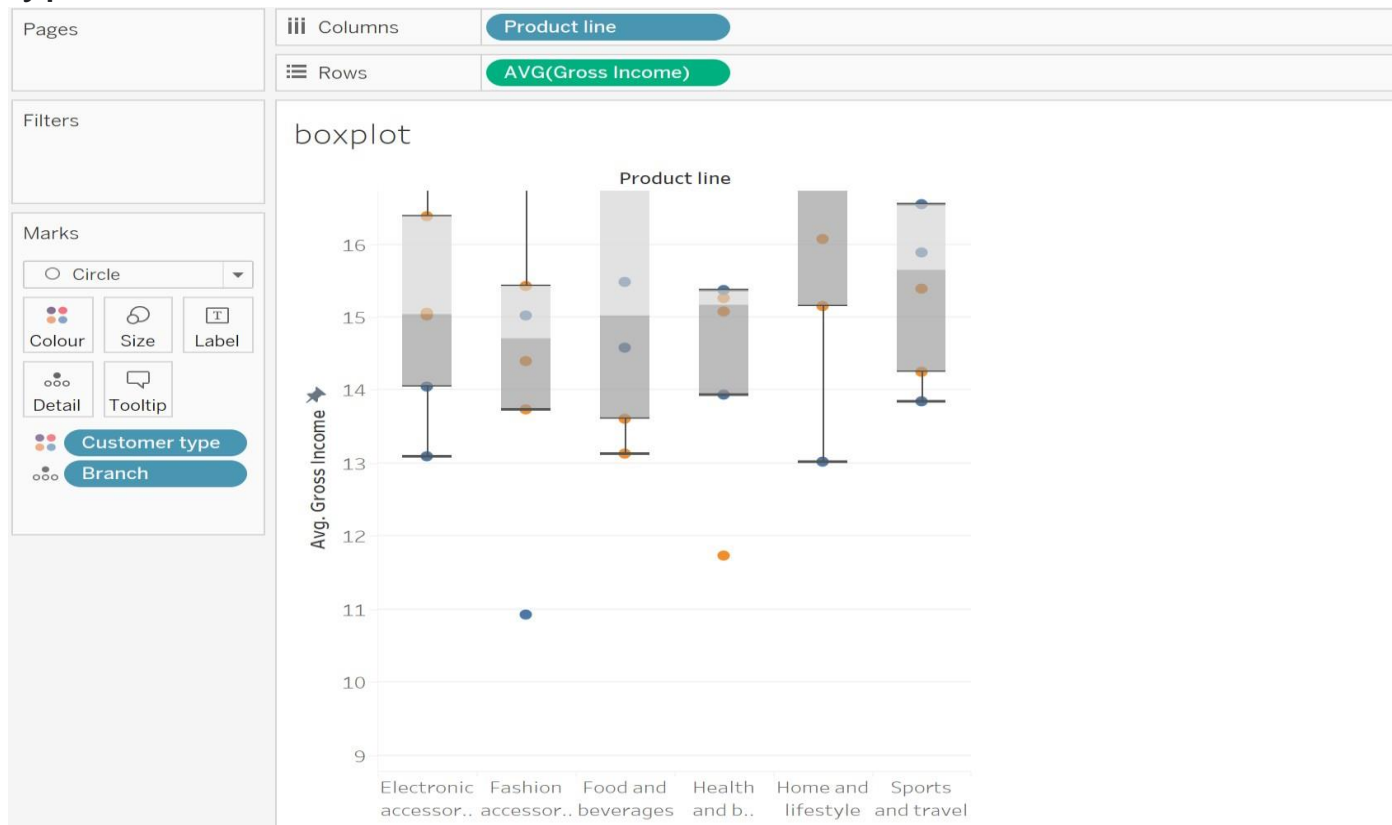 Pages
iii Columns
Product line
Rows
AVG(Gross Income)
Filters
boxplot
Product line
Marks
Circle
Colour
Size
T
Label
Detail
Tooltip
Customer type
Branch
Avg. Gross Income
16
15
14
13
12
11
10
9
Electronic accessor..
Fashion accessor..
Food and beverages
Health and b..
Home and lifestyle
Sports and travel